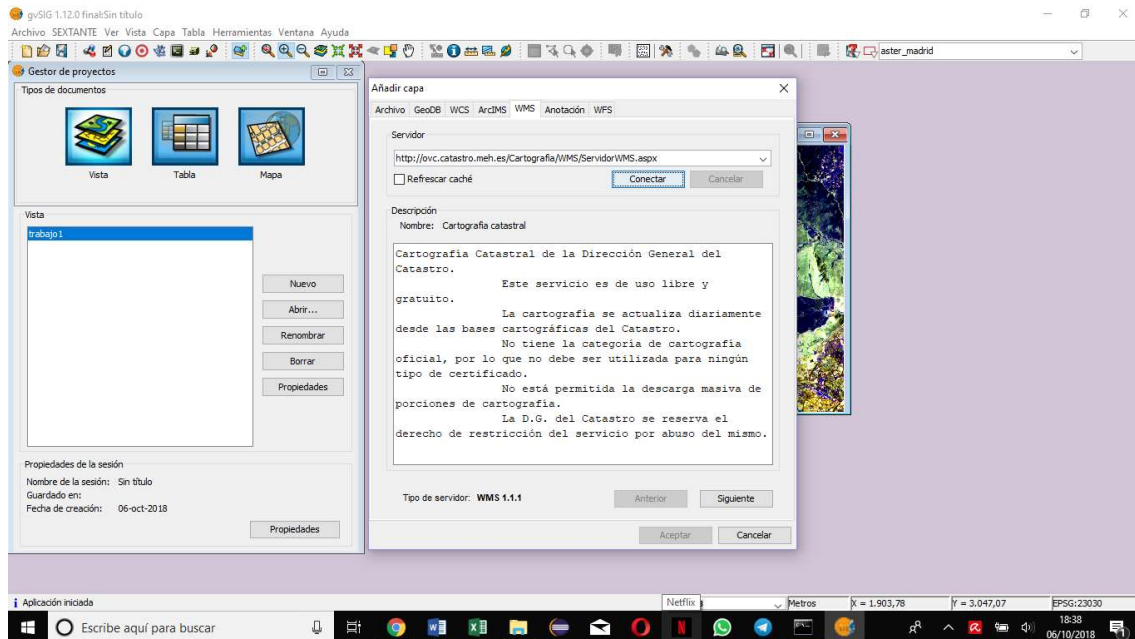 gvSIG 1.12.0 final:Sin título
Archivo SEXTANTE Ver Vista Capa Tabla Herramientas Ventana Ayuda
aster_madrid
Gestor de proyectos
Tipos de documentos
Vista
Tabla
Mapa
Vista
trabajo1
Nuevo
Abrir...
Renombrar
Borrar
Propiedades
Propiedades de la sesión
Nombre de la sesión: Sin título
Guardado en:
Fecha de creación: 06-oct-2018
Propiedades
Añadir capa
Archivo GeoDB WCS ArcIMS WMS Anotación WFS
Servidor
http://ovc.catastro.meh.es/Cartografia/WMS/ServidorWMS.aspx
Refrescar caché
Conectar
Cancelar
Descripción
Nombre: Cartografía catastral
Cartografía Catastral de la Dirección General del
Catastro.
Este servicio es de uso libre y
gratuito.
La cartografía se actualiza diariamente
desde las bases cartográficas del Catastro.
No tiene la categoria de cartografía
oficial, por lo que no debe ser utilizada para ningún
tipo de certificado.
No está permitida la descarga masiva de
porciones de cartografía.
La D.G. del Catastro se reserva el
derecho de restricción del servicio por abuso del mismo.
Tipo de servidor: WMS 1.1.1
Anterior
Siguiente
Aceptar
Cancelar
Aplicación iniciada
Netflix
Metros
X = 1.903,78
Y = 3.047,07
EPSG:23030
Escribe aquí para buscar
18:38
06/10/2018